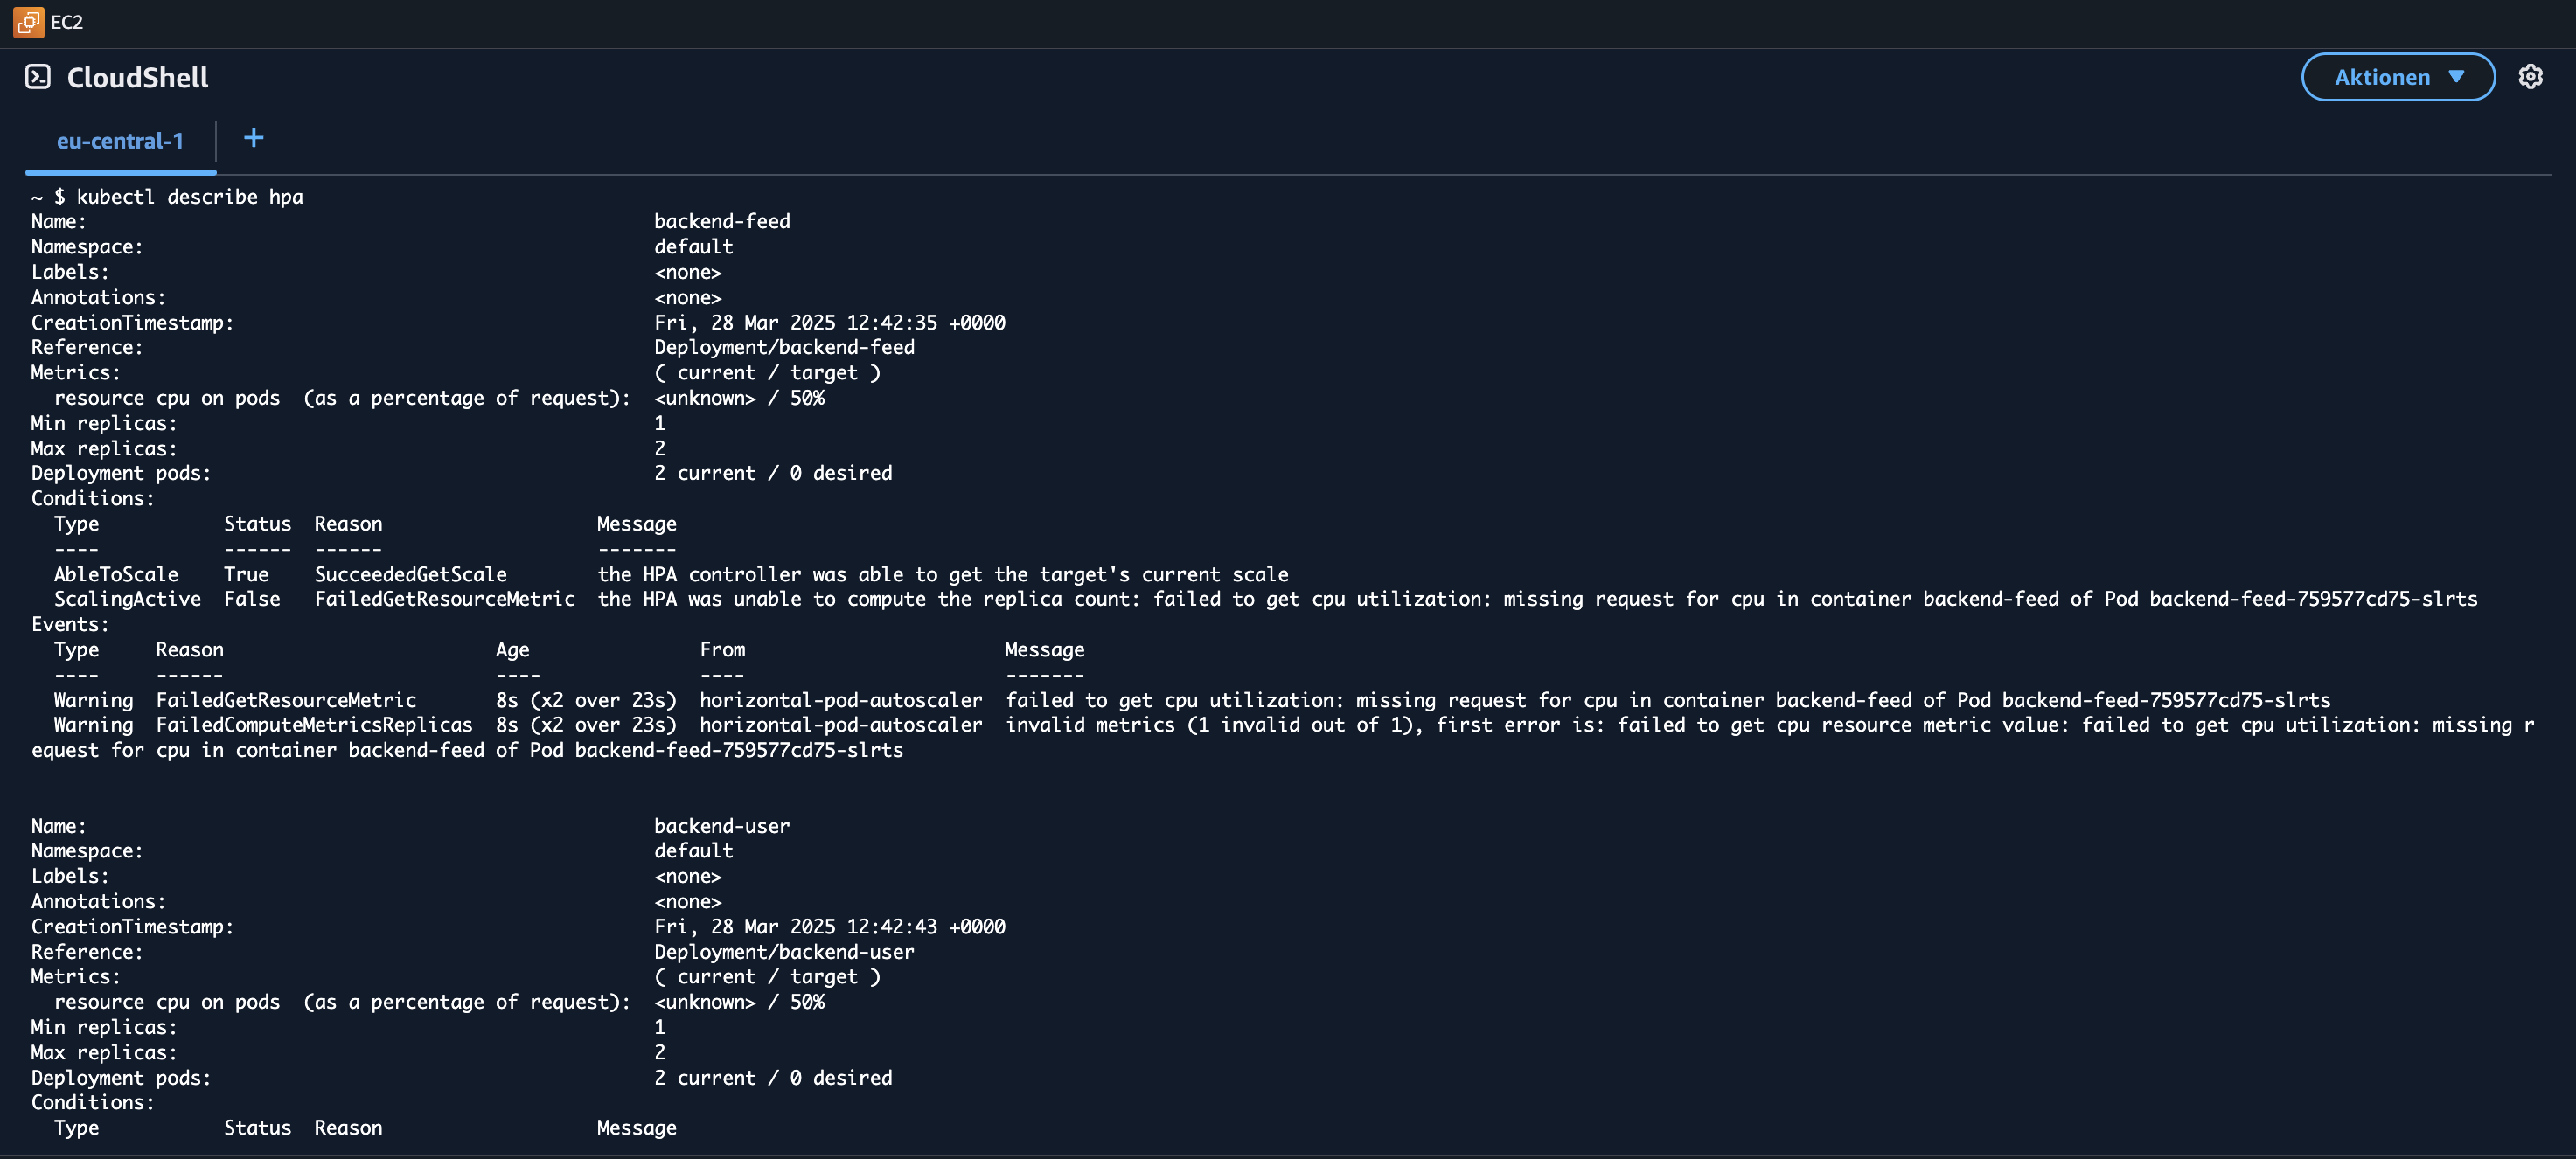 EC2
CloudShell
Aktionen
eu-central-1 +
~ $ kubectl describe hpa
Name:                                                  backend-feed
Namespace:                                             default
Labels:                                                <none>
Annotations:                                           <none>
CreationTimestamp:                                     Fri, 28 Mar 2025 12:42:35 +0000
Reference:                                             Deployment/backend-feed
Metrics:                                               ( current / target )
  resource cpu on pods  (as a percentage of request):  <unknown> / 50%
Min replicas:                                          1
Max replicas:                                          2
Deployment pods:                                       2 current / 0 desired
Conditions:
  Type           Status  Reason                   Message
  ----           ------  ------                   -------
  AbleToScale    True    SucceededGetScale        the HPA controller was able to get the target's current scale
  ScalingActive  False   FailedGetResourceMetric  the HPA was unable to compute the replica count: failed to get cpu utilization: missing request for cpu in container backend-feed of Pod backend-feed-759577cd75-slrts
Events:
  Type     Reason                        Age                From                       Message
  ----     ------                        ----               ----                       -------
  Warning  FailedGetResourceMetric       8s (x2 over 23s)  horizontal-pod-autoscaler  failed to get cpu utilization: missing request for cpu in container backend-feed of Pod backend-feed-759577cd75-slrts
  Warning  FailedComputeMetricsReplicas  8s (x2 over 23s)  horizontal-pod-autoscaler  invalid metrics (1 invalid out of 1), first error is: failed to get cpu resource metric value: failed to get cpu utilization: missing r
equest for cpu in container backend-feed of Pod backend-feed-759577cd75-slrts
Name:                                                  backend-user
Namespace:                                             default
Labels:                                                <none>
Annotations:                                           <none>
CreationTimestamp:                                     Fri, 28 Mar 2025 12:42:43 +0000
Reference:                                             Deployment/backend-user
Metrics:                                               ( current / target )
  resource cpu on pods  (as a percentage of request):  <unknown> / 50%
Min replicas:                                          1
Max replicas:                                          2
Deployment pods:                                       2 current / 0 desired
Conditions:
  Type           Status  Reason                   Message